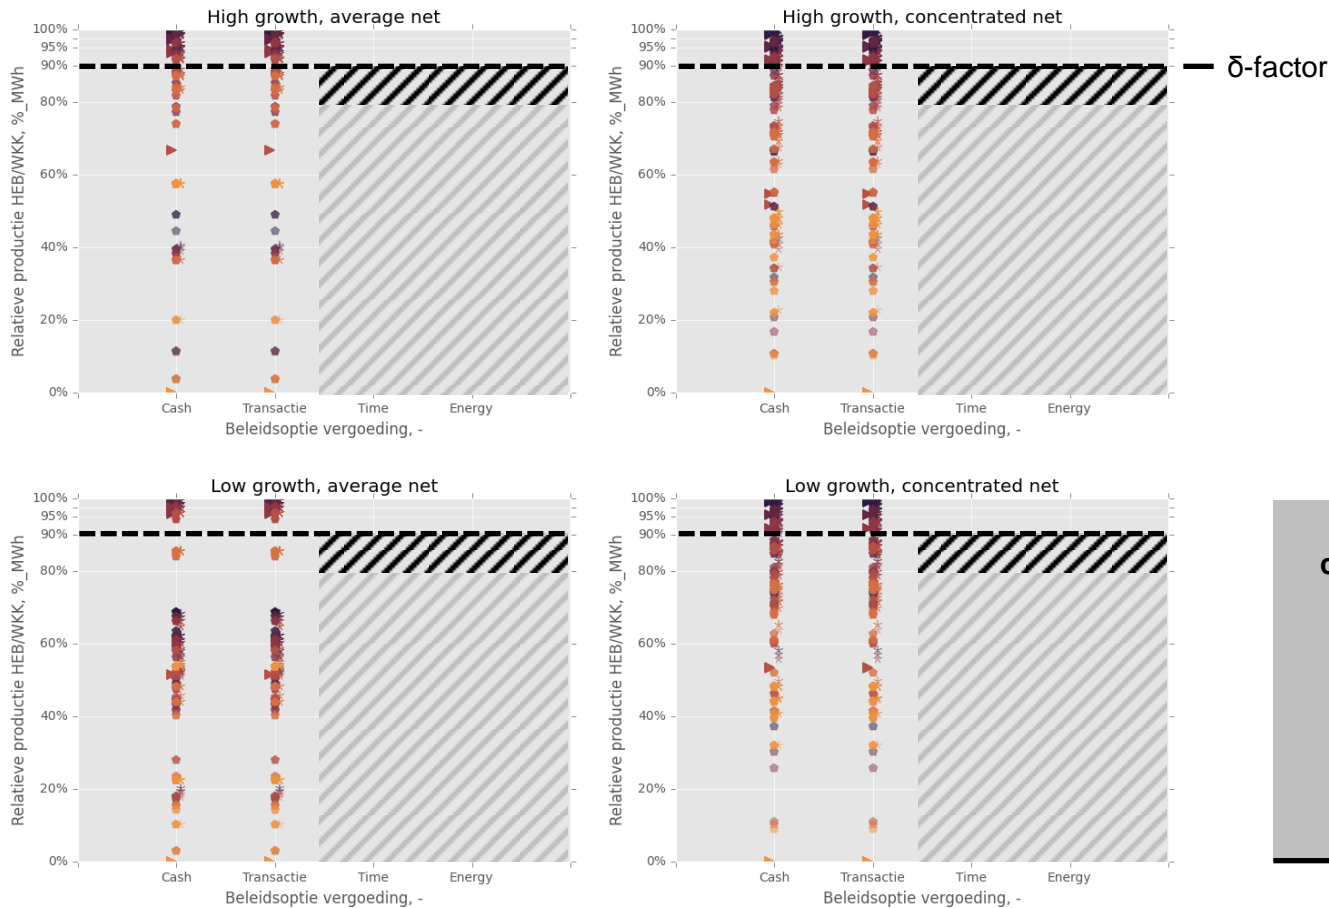 High growth, average net
High growth, concentrated net
100%
95%
90%
80%
60%
40%
20%
0%
Relatieve productie HEB/WKK, %_MWh
Cash
Transactie
Time
Energy
Beleidsoptie vergoeding, -
100%
95%
90%
80%
60%
40%
20%
0%
Relatieve productie HEB/WKK, %_MWh
Cash
Transactie
Time
Energy
Beleidsoptie vergoeding, -
δ-factor
Low growth, average net
Low growth, concentrated net
100%
95%
90%
80%
60%
40%
20%
0%
Relatieve productie HEB/WKK, %_MWh
Cash
Transactie
Time
Energy
Beleidsoptie vergoeding, -
100%
95%
90%
80%
60%
40%
20%
0%
Relatieve productie HEB/WKK, %_MWh
Cash
Transactie
Time
Energy
Beleidsoptie vergoeding, -